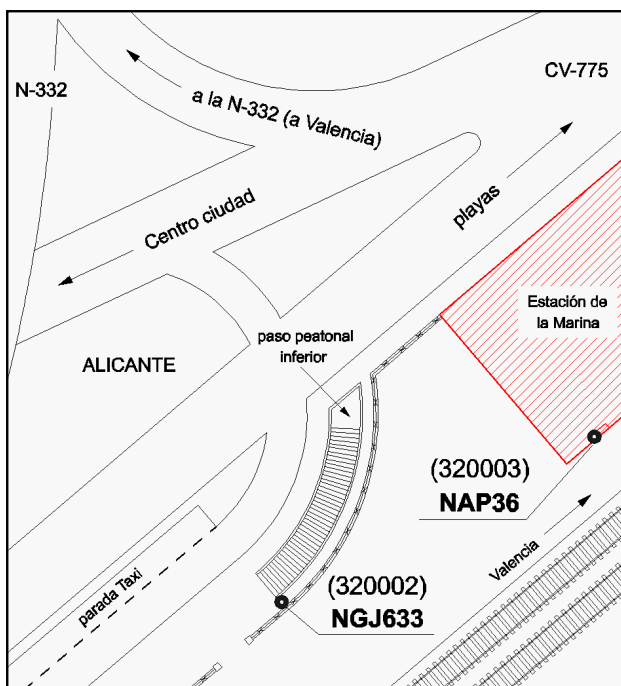 CV-775
N-332
a la N-332 (a Valencia)
Centro ciudad
playas
Estación de
la Marina
paso peatonal
inferior
ALICANTE
(320003)
NAP36
Valencia
parada Taxi
(320002)
NGJ633